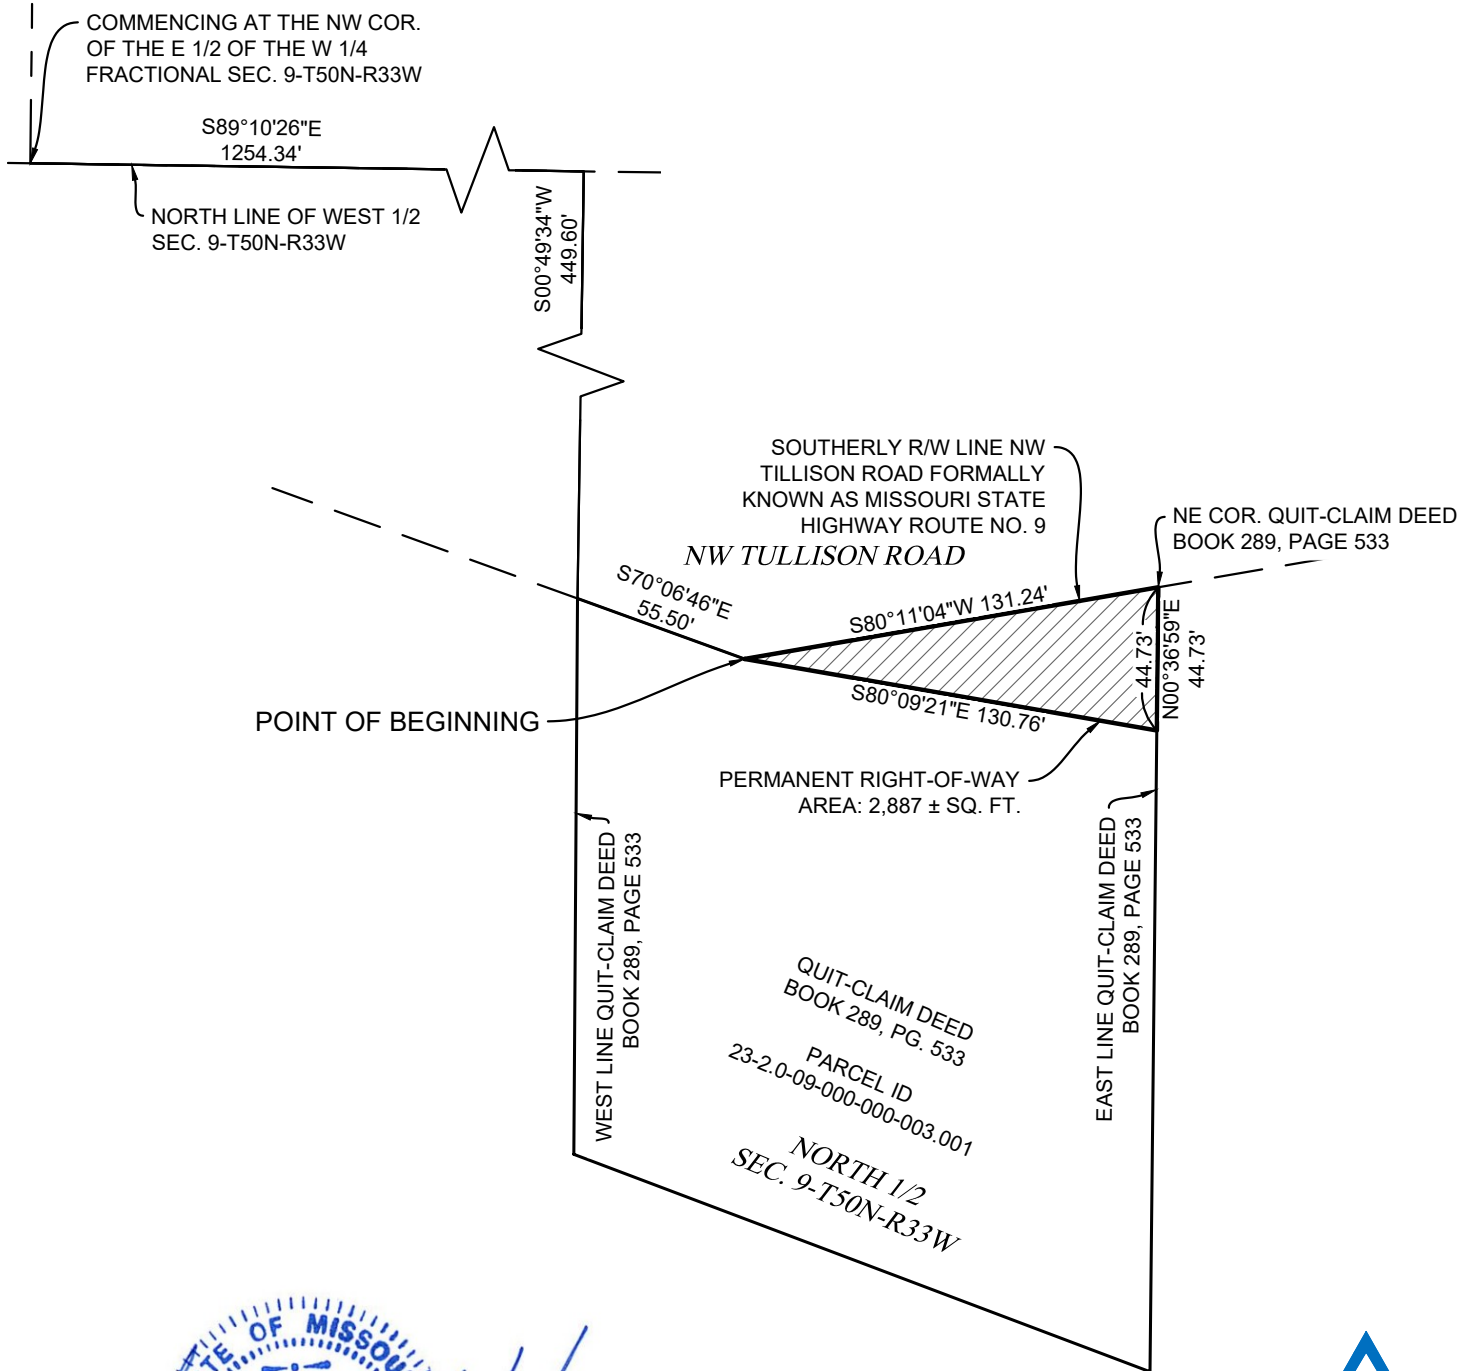 COMMENCING AT THE NW COR.
OF THE E 1/2 OF THE W 1/4
FRACTIONAL SEC. 9-T50N-R33W
S89°10'26"E
1254.34'
NORTH LINE OF WEST 1/2
SEC. 9-T50N-R33W
S00°49'34"W
449.60'
SOUTHERLY R/W LINE NW
TILLISON ROAD FORMALLY
KNOWN AS MISSOURI STATE
HIGHWAY ROUTE NO. 9
NW TULLISON ROAD
NE COR. QUIT-CLAIM DEED
BOOK 289, PAGE 533
S70°06'46"E
55.50'
S80°11'04"W 131.24'
44.73'
N00°36'59"E
44.73'
S80°09'21"E 130.76'
POINT OF BEGINNING
PERMANENT RIGHT-OF-WAY
AREA: 2,887 ± SQ. FT.
WEST LINE QUIT-CLAIM DEED
BOOK 289, PAGE 533
EAST LINE QUIT-CLAIM DEED
BOOK 289, PAGE 533
QUIT-CLAIM DEED
BOOK 289, PG. 533
PARCEL ID
23-2.0-09-000-000-003.001
NORTH 1/2
SEC. 9-T50N-R33W
OF